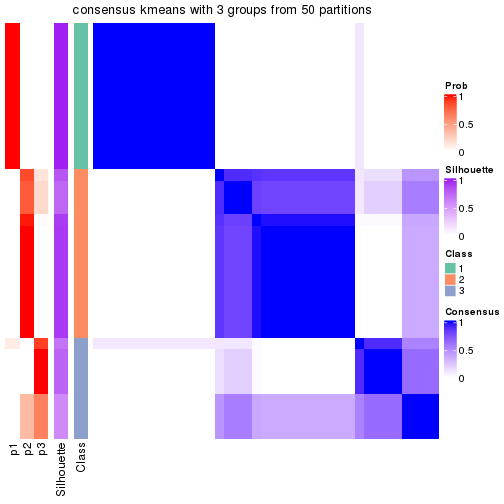 consensus kmeans with 3 groups from 50 partitions
Prob
1
0.5
0
Silhouette
1
0.5
0
Class
1
2
3
Consensus
1
0.5
0
p1
p2
p3
Silhouette
Class